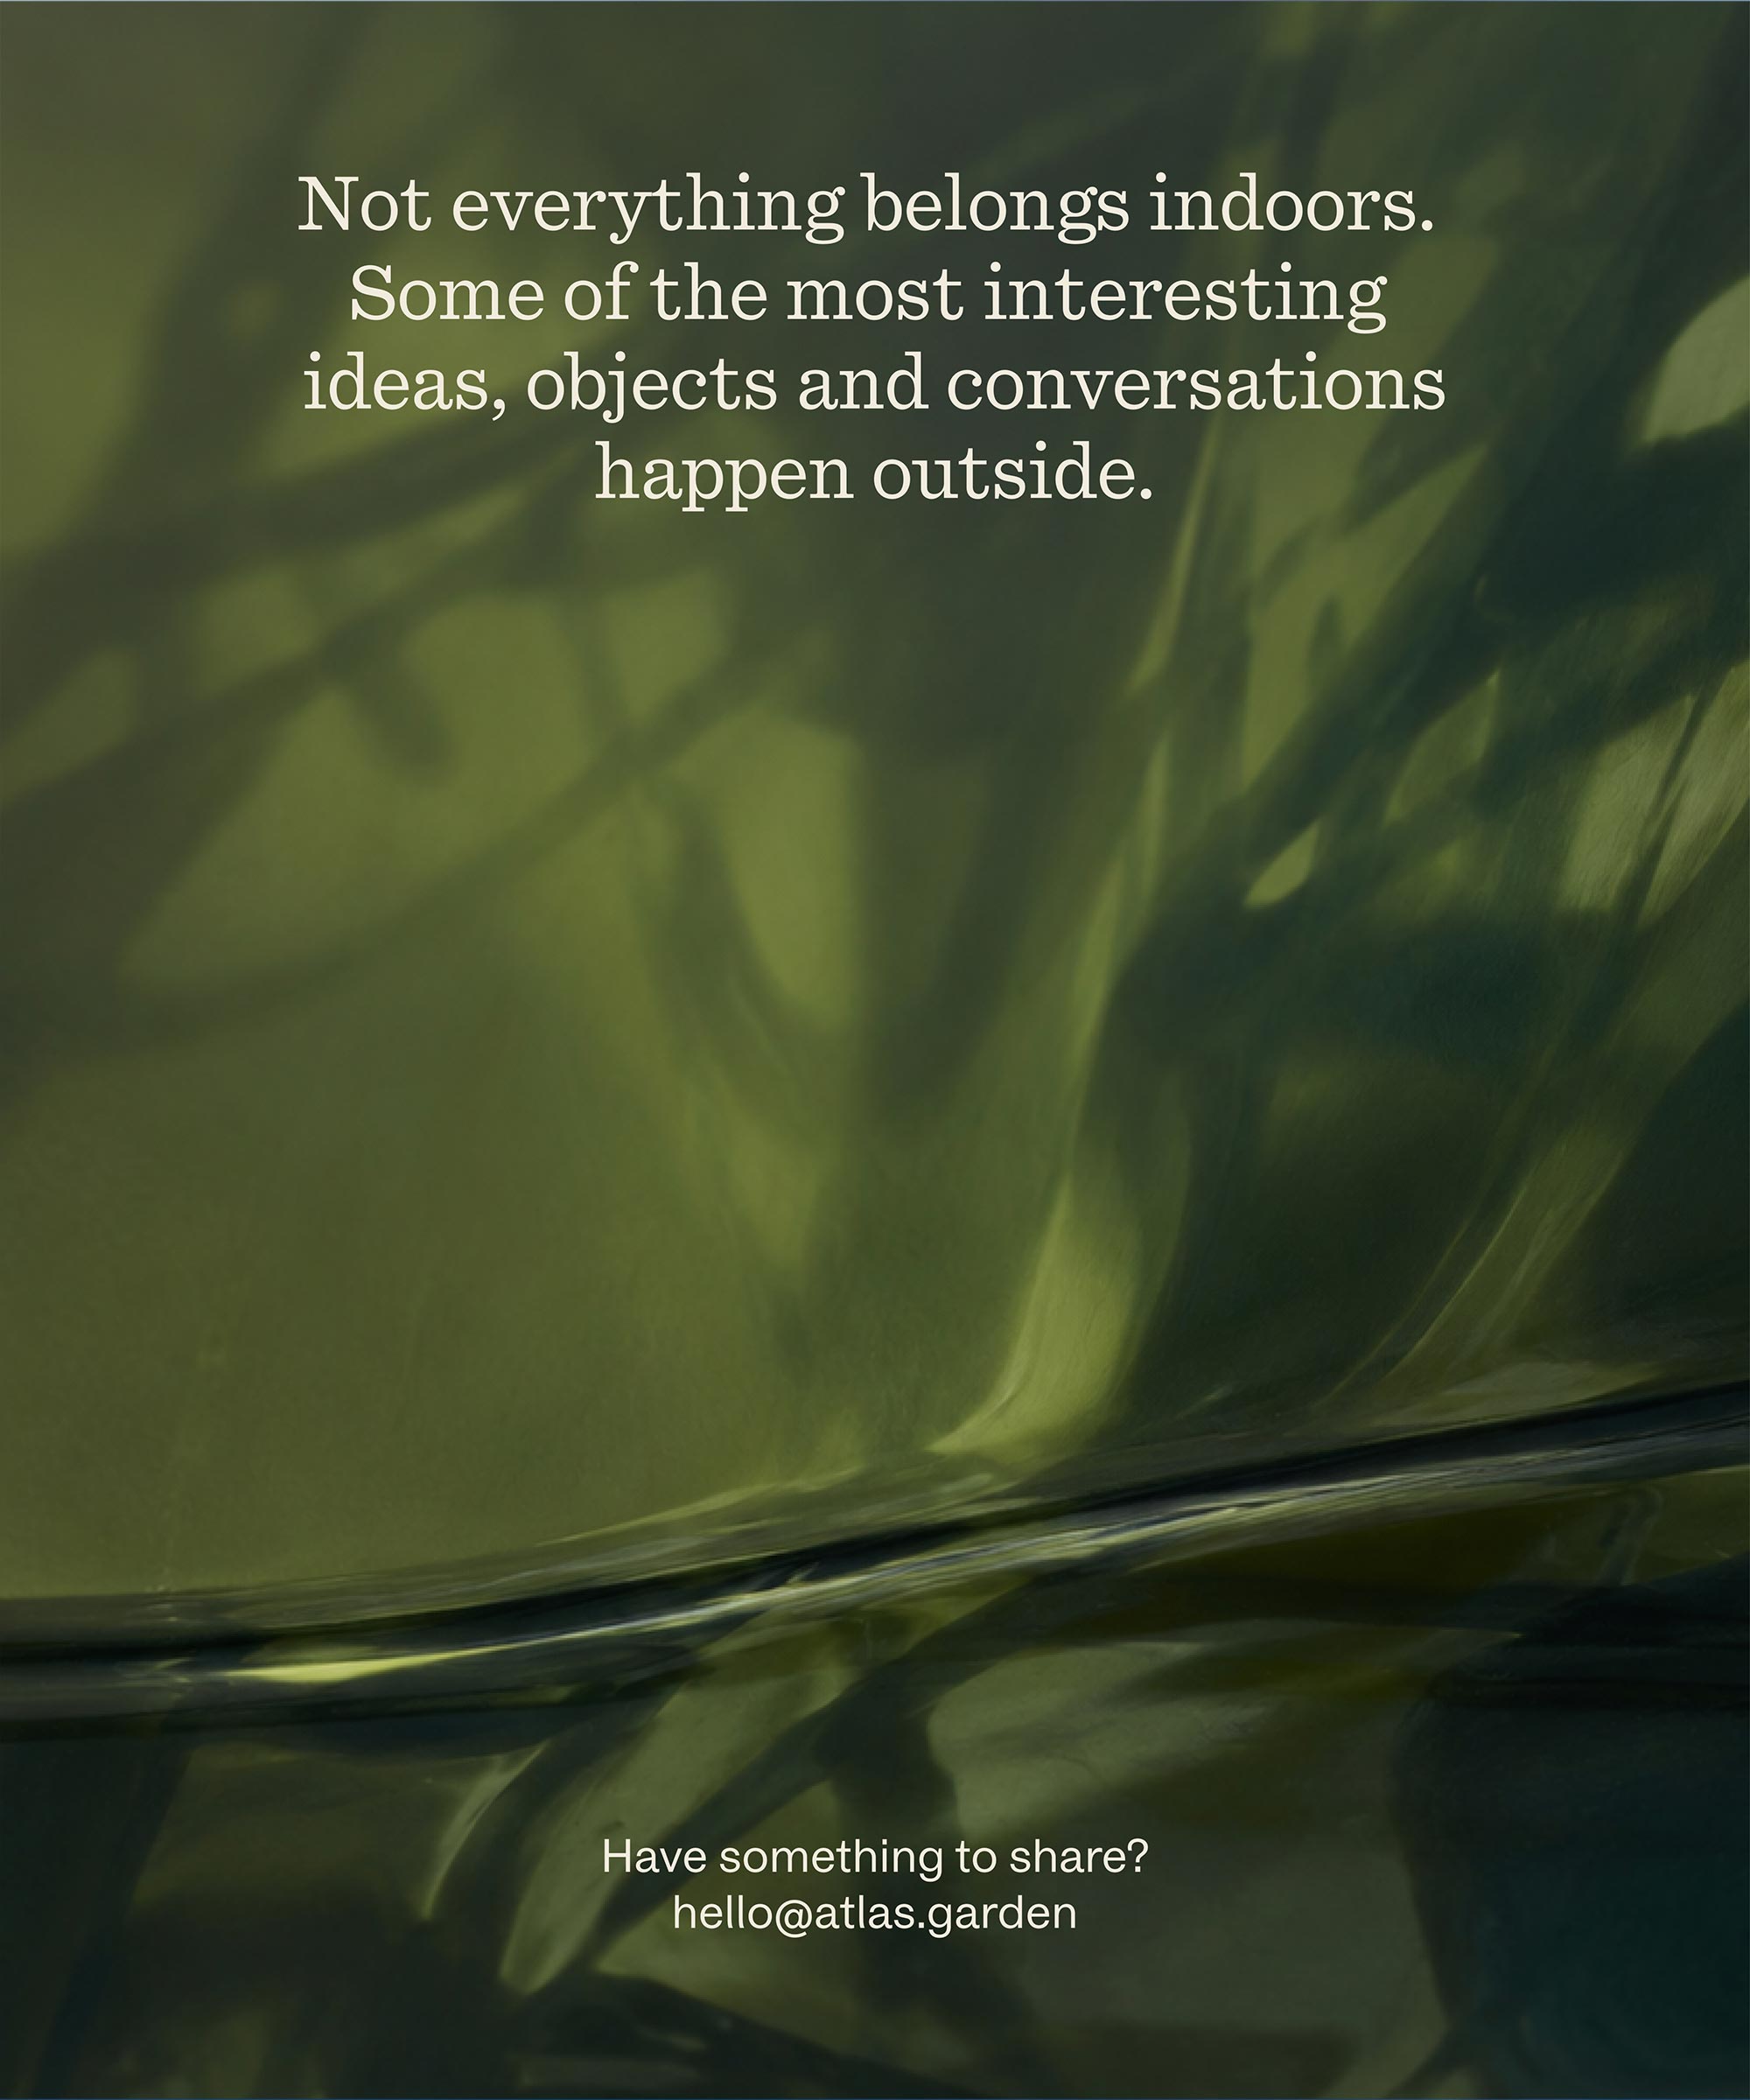 Not everything belongs indoors.
Some of the most interesting
ideas, objects and conversations
happen outside.
Have something to share?
hello@atlas.garden